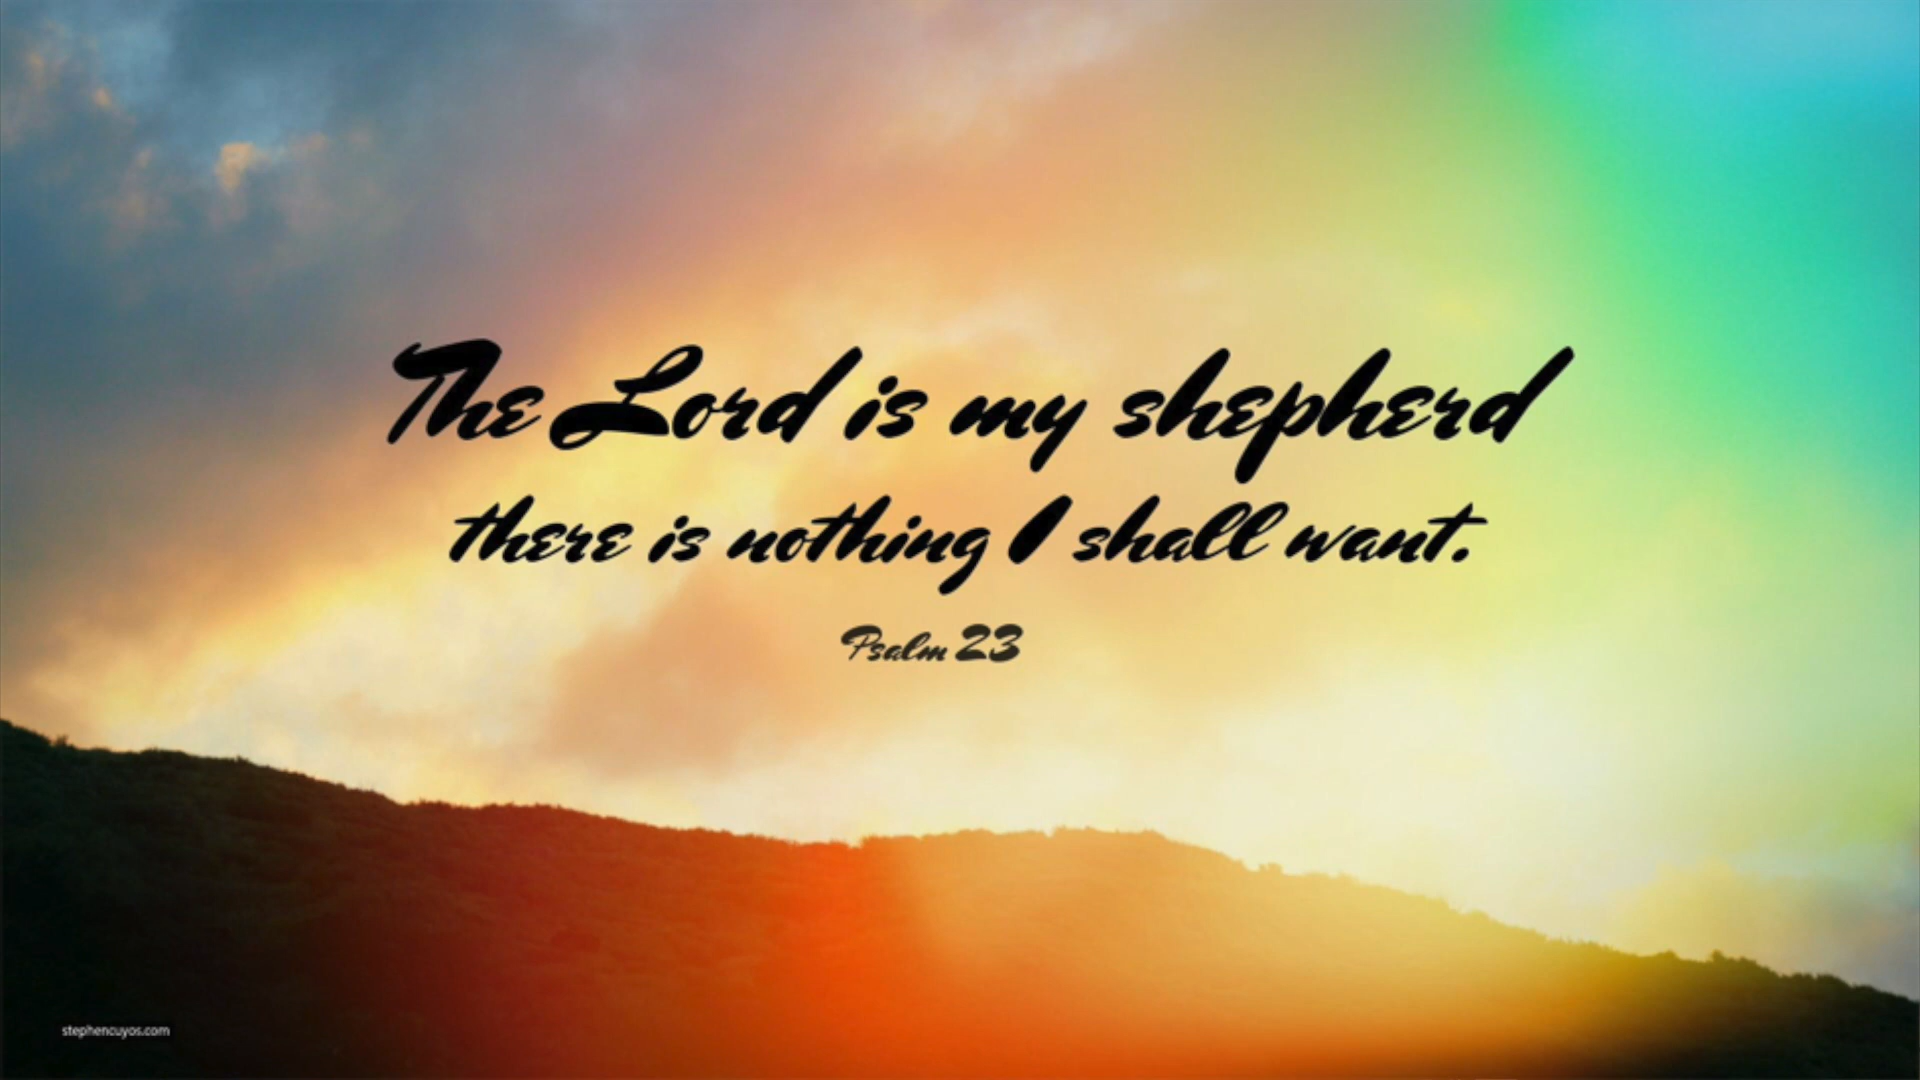 The Lord is my shepherd
there is nothing I shall want.
Psalm 23
stephencuyos.com